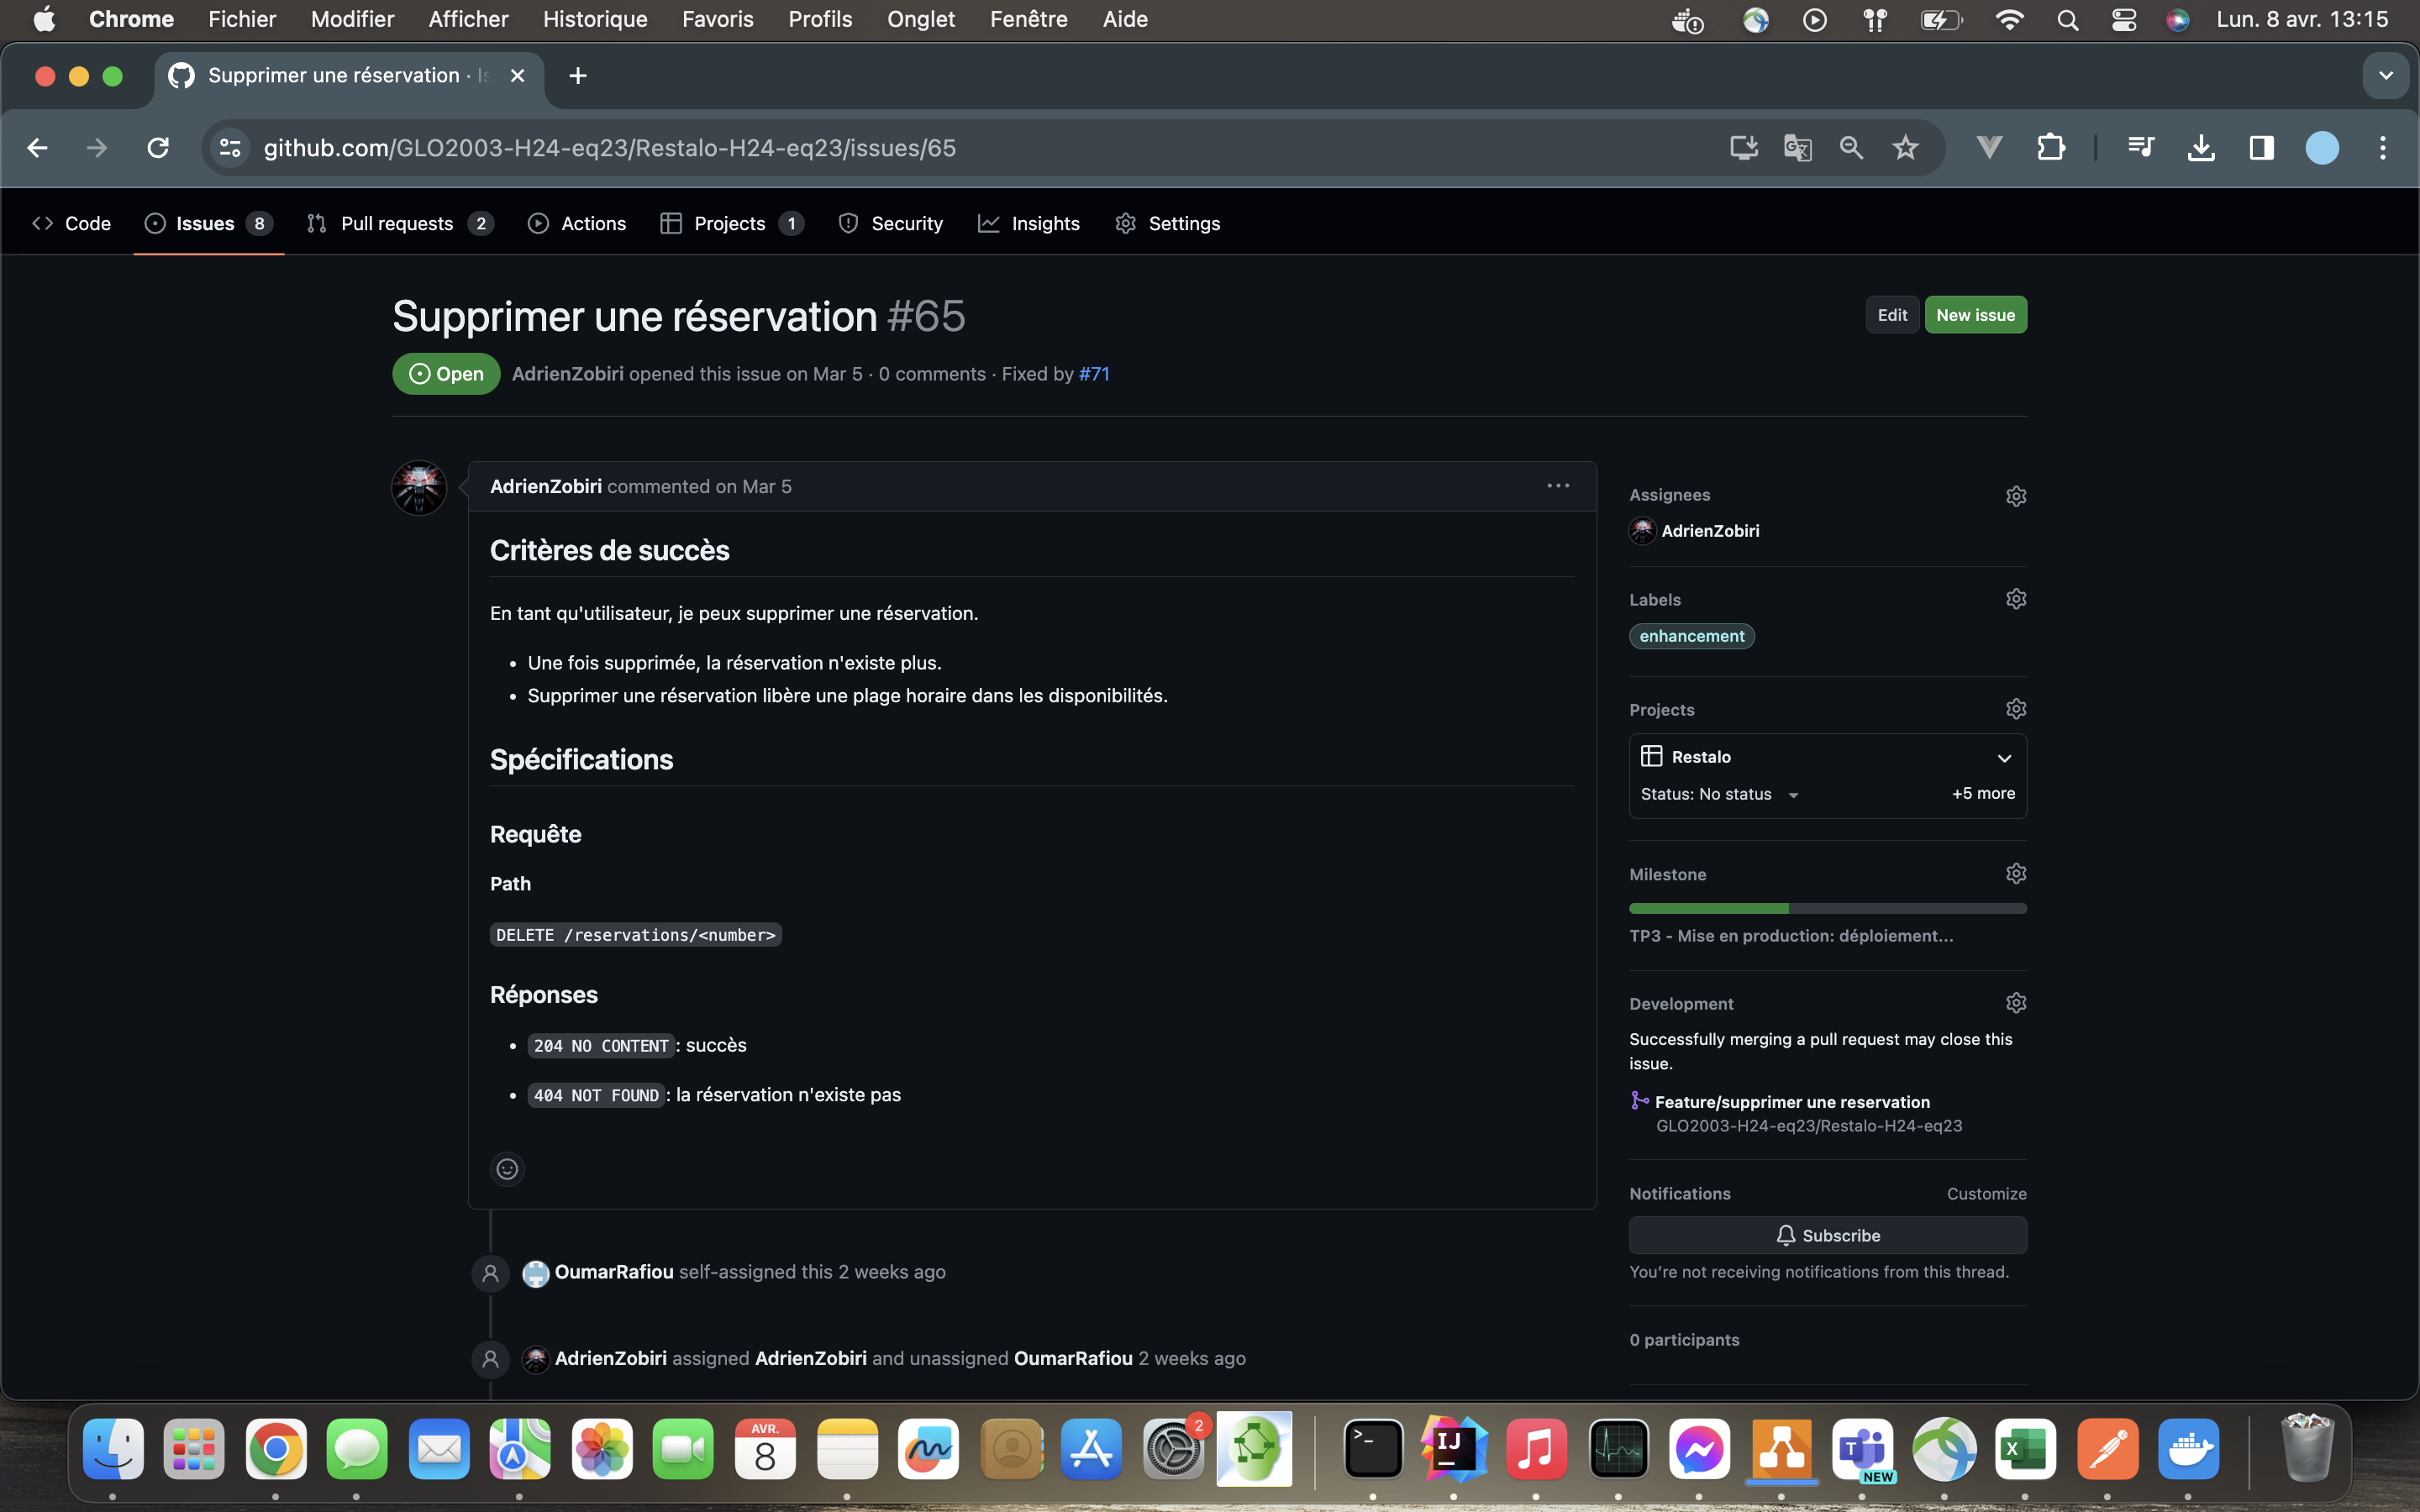 Chrome Fichier Modifier Afficher Historique Favoris Profils Onglet Fenêtre Aide Lun. 8 avr. 13:15
Supprimer une réservation · Is
github.com/GLO2003-H24-eq23/Restalo-H24-eq23/issues/65
Code Issues 8 Pull requests 2 Actions Projects 1 Security Insights Settings
Supprimer une réservation #65
Edit New issue
Open AdrienZobiri opened this issue on Mar 5 · 0 comments · Fixed by #71
AdrienZobiri commented on Mar 5
Critères de succès
En tant qu'utilisateur, je peux supprimer une réservation.
• Une fois supprimée, la réservation n'existe plus.
• Supprimer une réservation libère une plage horaire dans les disponibilités.
Spécifications
Requête
Path
DELETE /reservations/<number>
Réponses
• 204 NO CONTENT : succès
• 404 NOT FOUND : la réservation n'existe pas
OumarRafiou self-assigned this 2 weeks ago
AdrienZobiri assigned AdrienZobiri and unassigned OumarRafiou 2 weeks ago
Assignees
AdrienZobiri
Labels
enhancement
Projects
Restalo
Status: No status +5 more
Milestone
TP3 - Mise en production: déploiement...
Development
Successfully merging a pull request may close this
issue.
Feature/supprimer une reservation
GLO2003-H24-eq23/Restalo-H24-eq23
Notifications Customize
Subscribe
You're not receiving notifications from this thread.
0 participants
AVR.
8
2
>_
IJ
T
NEW
X